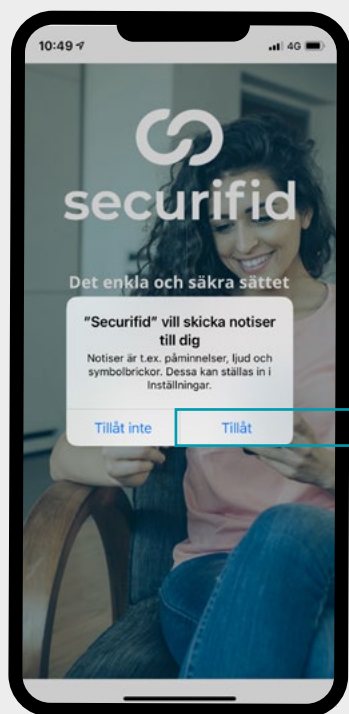 10:49
4G
securifid
Det enkla och säkra sättet
"Securifid" vill skicka notiser
till dig
Notiser är t.ex. påminnelser, ljud och
symbolbrickor. Dessa kan ställas in i
Inställningar.
Tillåt inte
Tillåt